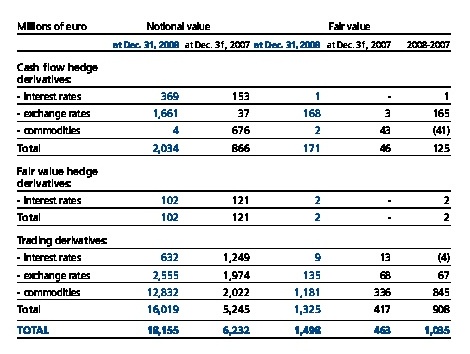 Millions of euro Notional value Fair value
at Dec. 31, 2008 at Dec. 31, 2007 at Dec. 31, 2008 at Dec. 31, 2007 2008-2007
Cash flow hedge
derivatives:
- interest rates 369 153 1 - 1
- exchange rates 1,661 37 168 3 165
- commodities 4 676 2 43 (41)
Total 2,034 866 171 46 125
Fair value hedge
derivatives:
- interest rates 102 121 2 - 2
Total 102 121 2 - 2
Trading derivatives:
- interest rates 632 1,249 9 13 (4)
- exchange rates 2,555 1,974 135 68 67
- commodities 12,832 2,022 1,181 336 845
Total 16,019 5,245 1,325 417 908
TOTAL 18,155 6,232 1,498 463 1,035